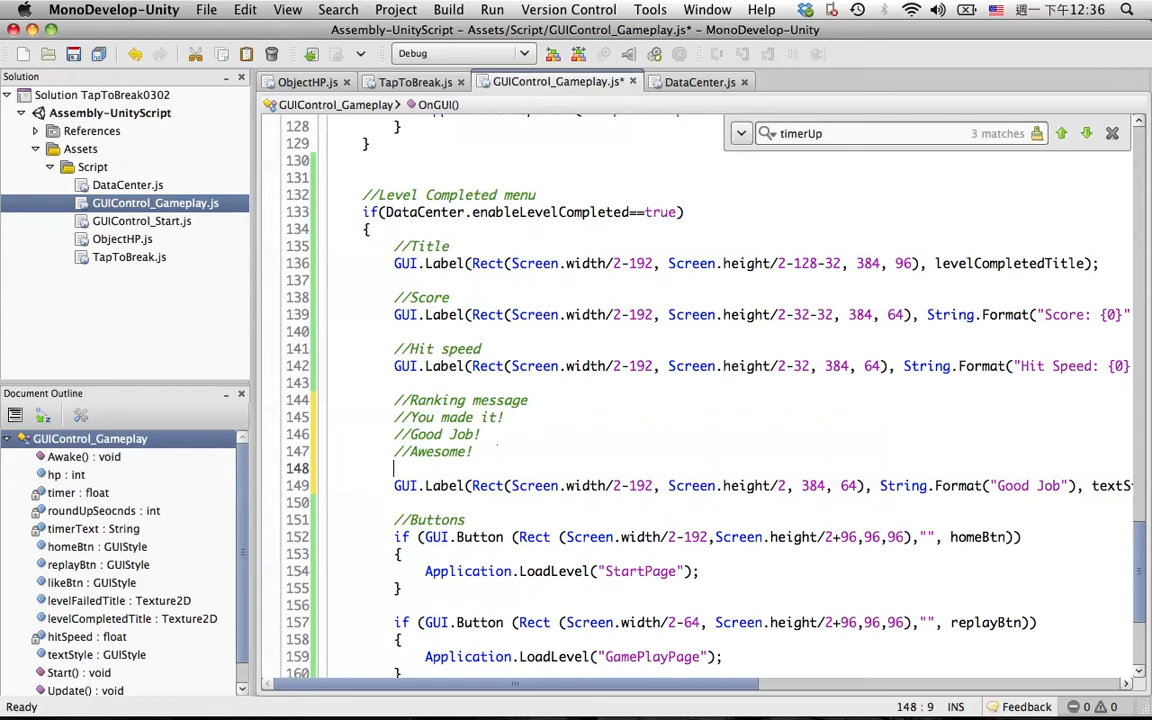 MonoDevelop-Unity File Edit View Search Project Build Run Version Control Tools Window Help 週一 下午12:36
Assembly-UnityScript – Assets/Script/GUIControl_Gameplay.js* – MonoDevelop-Unity
Debug
Solution
Solution TapToBreak0302
Assembly-UnityScript
References
Assets
Script
DataCenter.js
GUIControl_Gameplay.js
GUIControl_Start.js
ObjectHP.js
TapToBreak.js
Document Outline
GUIControl_Gameplay
Awake() : void
hp : int
timer : float
roundUpSeocnds : int
timerText : String
homeBtn : GUIStyle
replayBtn : GUIStyle
likeBtn : GUIStyle
levelFailedTitle : Texture2D
levelCompletedTitle : Texture2D
hitSpeed : float
textStyle : GUIStyle
Start() : void
Update() : void
ObjectHP.js TapToBreak.js GUIControl_Gameplay.js* DataCenter.js
GUIControl_Gameplay OnGUI()
timerUp 3 matches
128 }
129 }
130
131
132 //Level Completed menu
133 if(DataCenter.enableLevelCompleted==true)
134 {
135 //Title
136 GUI.Label(Rect(Screen.width/2-192, Screen.height/2-128-32, 384, 96), levelCompletedTitle);
137
138 //Score
139 GUI.Label(Rect(Screen.width/2-192, Screen.height/2-32-32, 384, 64), String.Format("Score: {0}"
140
141 //Hit speed
142 GUI.Label(Rect(Screen.width/2-192, Screen.height/2-32, 384, 64), String.Format("Hit Speed: {0}
143
144 //Ranking message
145 //You made it!
146 //Good Job!
147 //Awesome!
148
149 GUI.Label(Rect(Screen.width/2-192, Screen.height/2, 384, 64), String.Format("Good Job"), textS
150
151 //Buttons
152 if (GUI.Button (Rect (Screen.width/2-192,Screen.height/2+96,96,96),"", homeBtn))
153 {
154 Application.LoadLevel("StartPage");
155 }
156
157 if (GUI.Button (Rect (Screen.width/2-64, Screen.height/2+96,96,96),"", replayBtn))
158 {
159 Application.LoadLevel("GamePlayPage");
160 }
Ready 148 : 9 INS Feedback 0 0